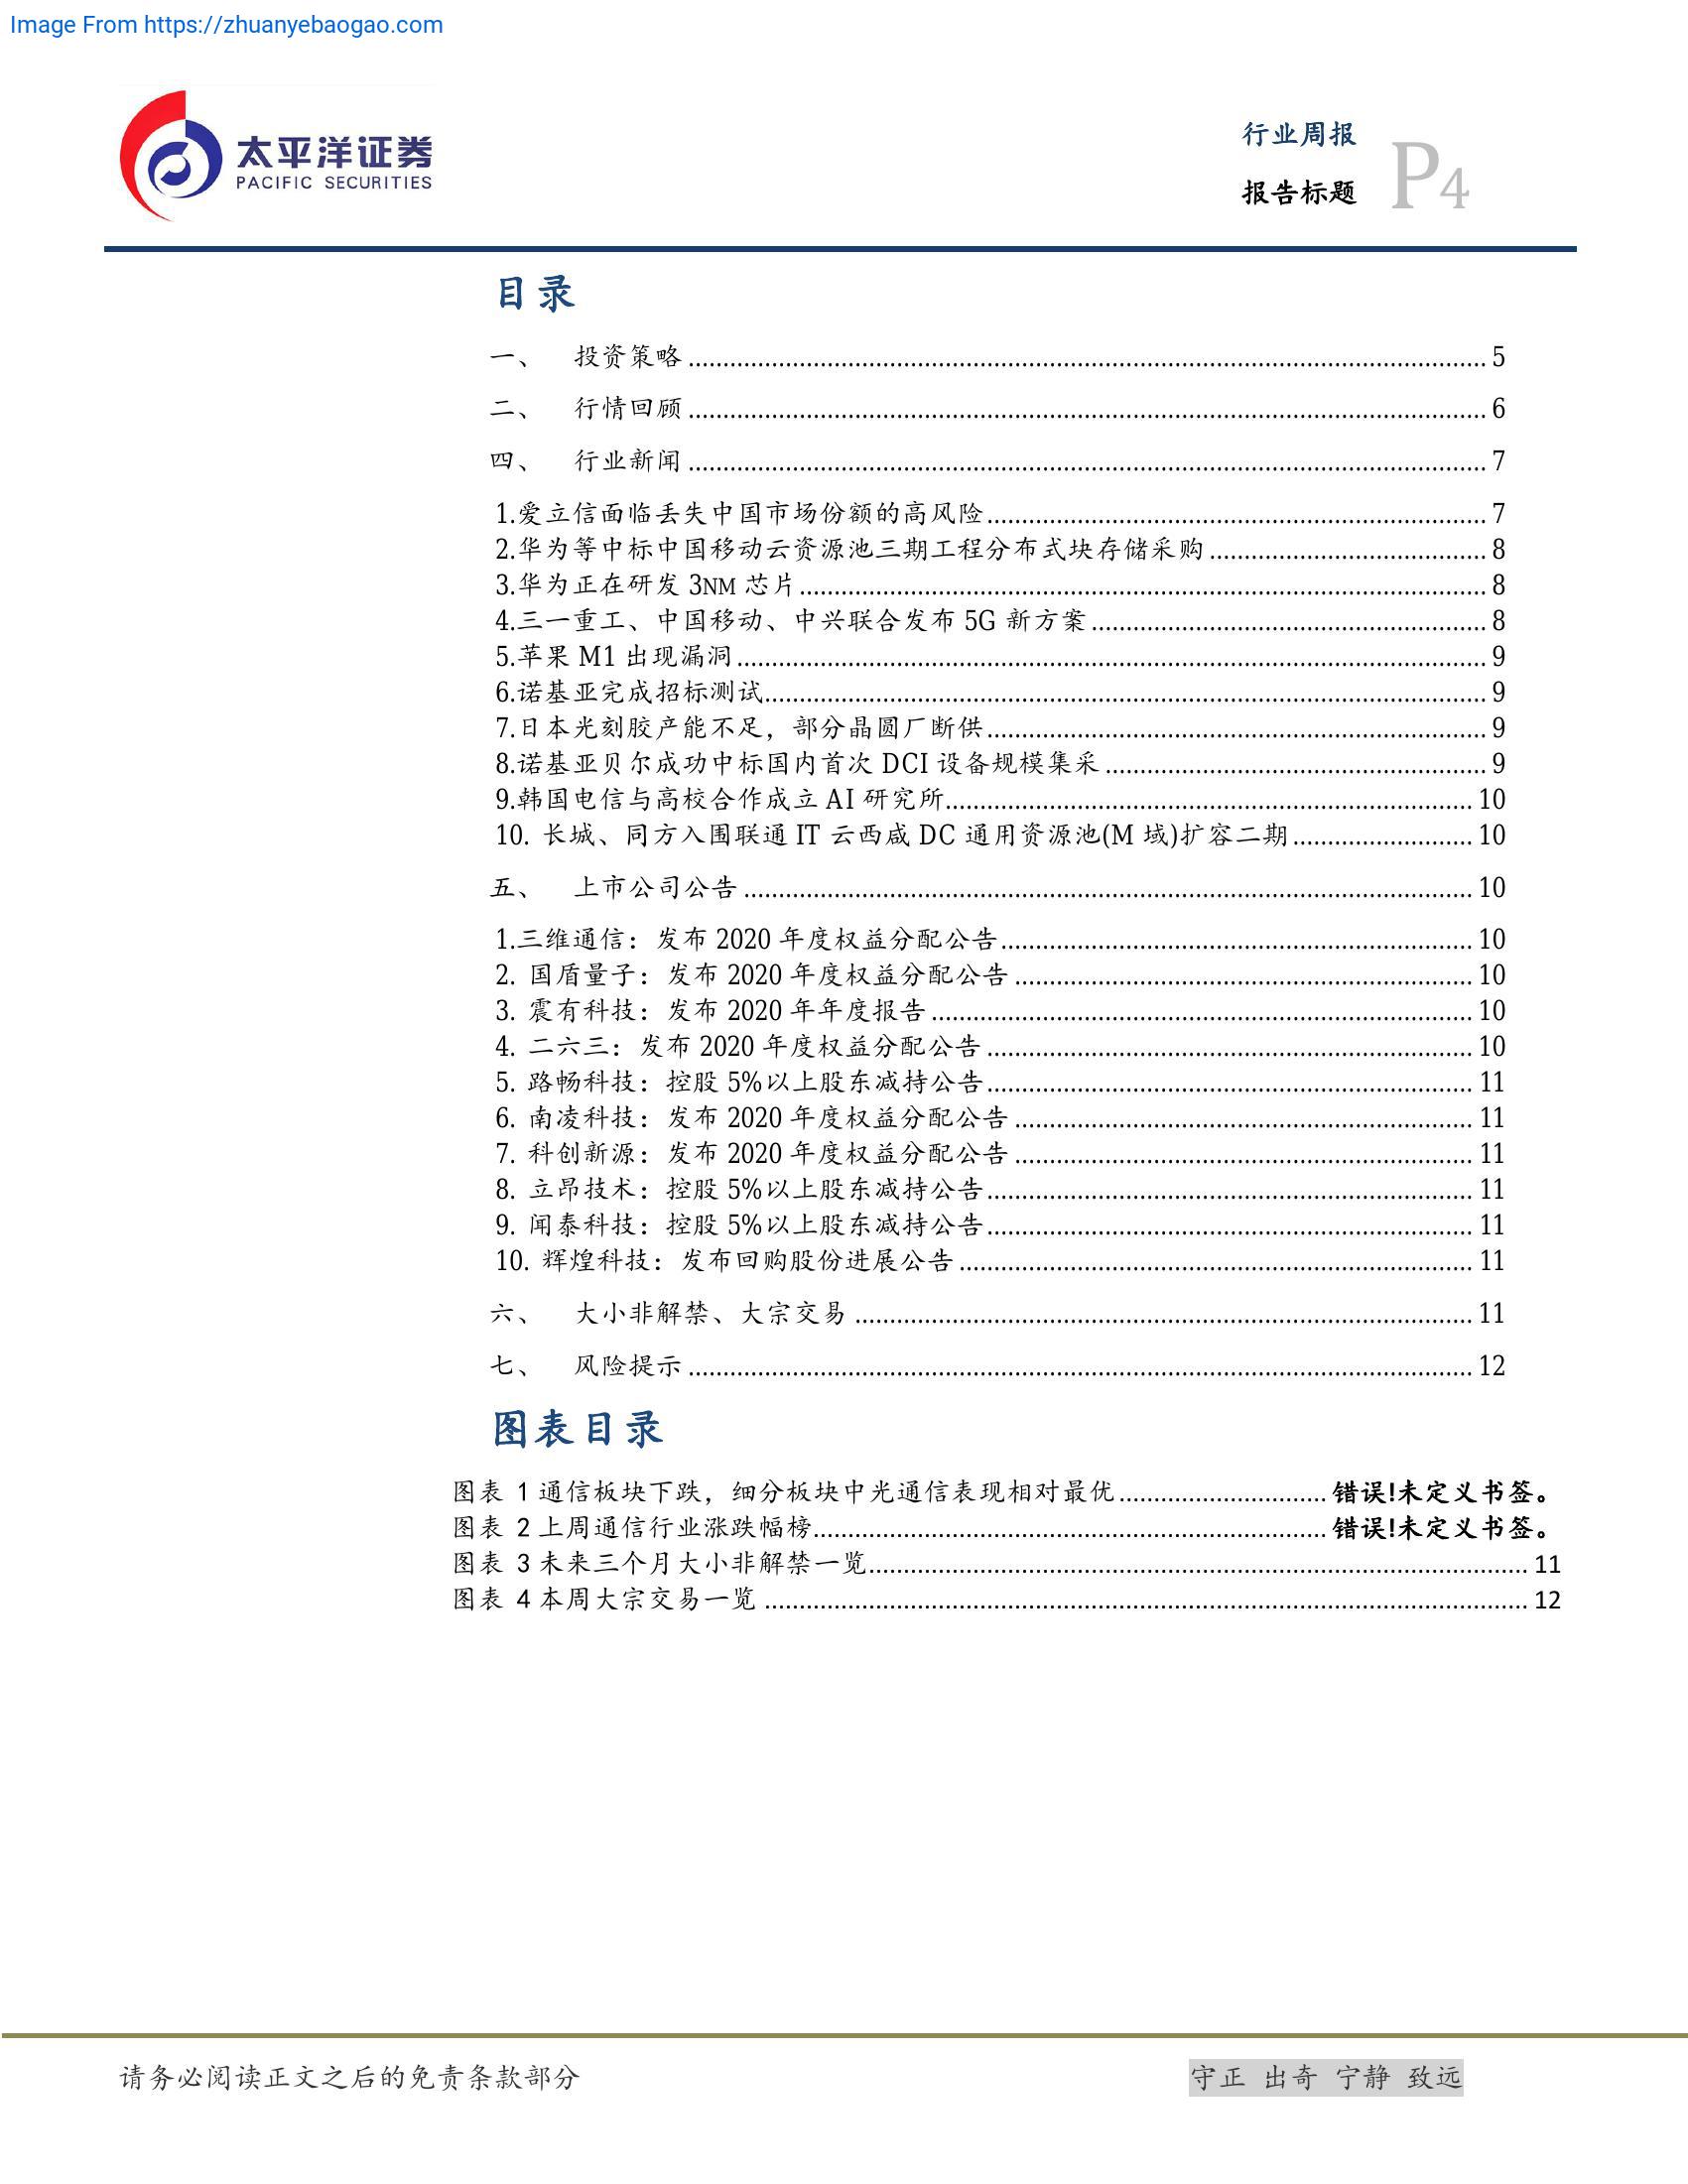 Image From https://zhuanyebaogao.com
太平洋证券
PACIFIC SECURITIES
行业周报
报告标题
P4
目录
一、 投资策略 ........ 5
二、 行情回顾 ........ 6
四、 行业新闻 ........ 7
1.爱立信面临丢失中国市场份额的高风险 ........ 7
2.华为等中标中国移动云资源池三期工程分布式块存储采购 ........ 8
3.华为正在研发 3NM 芯片 ........ 8
4.三一重工、中国移动、中兴联合发布 5G 新方案 ........ 8
5.苹果 M1 出现漏洞 ........ 9
6.诺基亚完成招标测试 ........ 9
7.日本光刻胶产能不足，部分晶圆厂断供 ........ 9
8.诺基亚贝尔成功中标国内首次 DCI 设备规模集采 ........ 9
9.韩国电信与高校合作成立 AI 研究所 ........ 10
10. 长城、同方入围联通 IT 云西咸 DC 通用资源池(M 域)扩容二期 ........ 10
五、 上市公司公告 ........ 10
1.三维通信：发布 2020 年度权益分配公告 ........ 10
2. 国盾量子：发布 2020 年度权益分配公告 ........ 10
3. 震有科技：发布 2020 年年度报告 ........ 10
4. 二六三：发布 2020 年度权益分配公告 ........ 10
5. 路畅科技：控股 5%以上股东减持公告 ........ 11
6. 南凌科技：发布 2020 年度权益分配公告 ........ 11
7. 科创新源：发布 2020 年度权益分配公告 ........ 11
8. 立昂技术：控股 5%以上股东减持公告 ........ 11
9. 闻泰科技：控股 5%以上股东减持公告 ........ 11
10. 辉煌科技：发布回购股份进展公告 ........ 11
六、 大小非解禁、大宗交易 ........ 11
七、 风险提示 ........ 12
图表目录
图表 1 通信板块下跌，细分板块中光通信表现相对最优 ........ 错误!未定义书签。
图表 2 上周通信行业涨跌幅榜 ........ 错误!未定义书签。
图表 3 未来三个月大小非解禁一览 ........ 11
图表 4 本周大宗交易一览 ........ 12
请务必阅读正文之后的免责条款部分
守正 出奇 宁静 致远